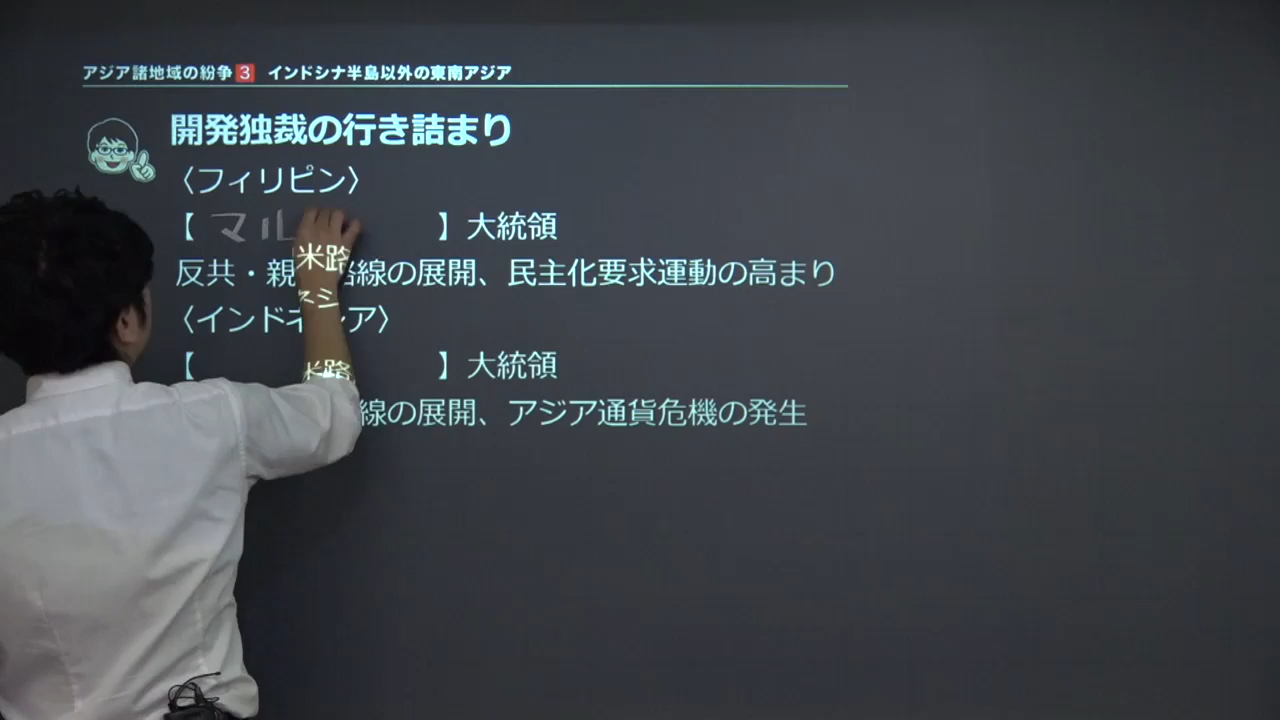 アジア諸地域の紛争3 インドシナ半島以外の東南アジア
開発独裁の行き詰まり
〈フィリピン〉
【 マル 】大統領
反共・親米路線の展開、民主化要求運動の高まり
〈インドネシア〉
【 】大統領
米路線の展開、アジア通貨危機の発生